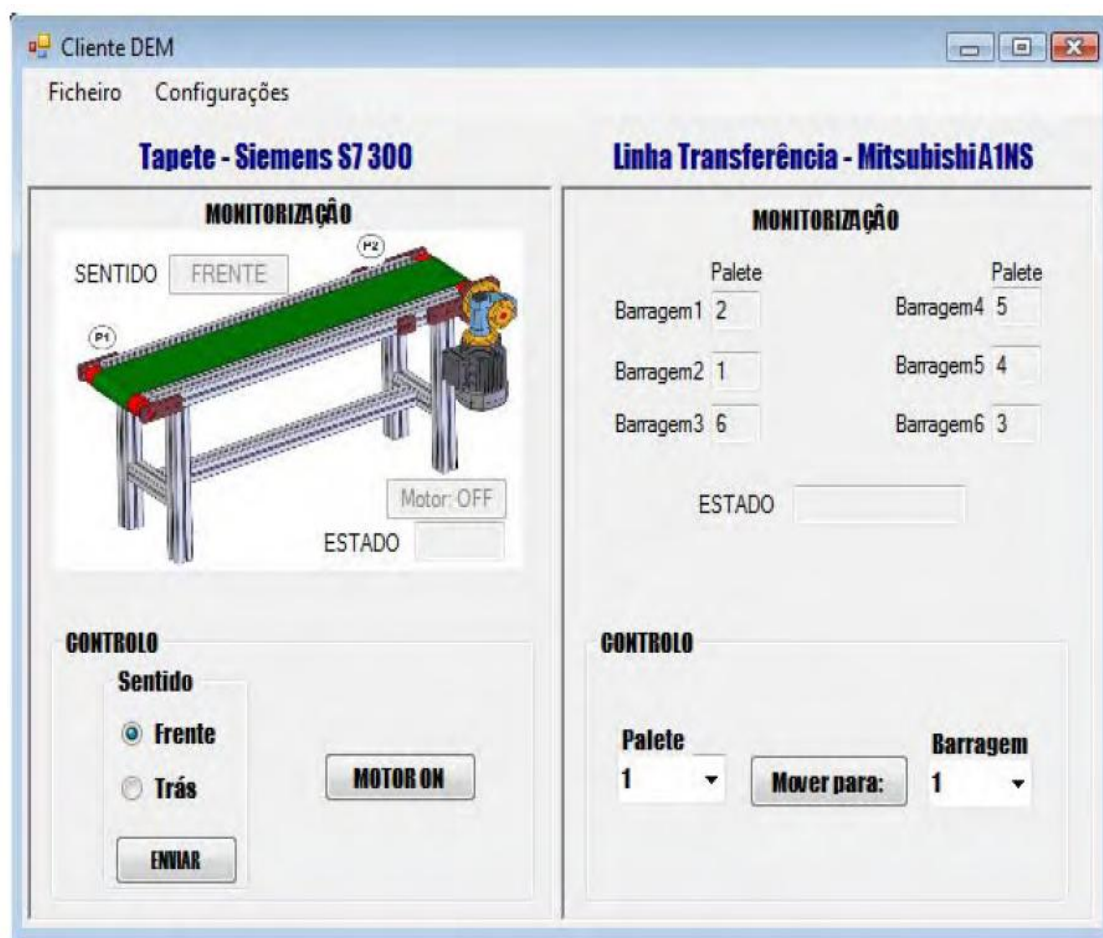 Cliente DEM
Ficheiro Configurações
Tapete - Siemens S7 300
MONITORIZAÇÃO
SENTIDO FRENTE
P2
P1
Motor: OFF
ESTADO
CONTROLO
Sentido
Frente
Trás
ENVIAR
MOTOR ON
Linha Transferência - Mitsubishi A1NS
MONITORIZAÇÃO
Palete Palete
Barragem1 2 Barragem4 5
Barragem2 1 Barragem5 4
Barragem3 6 Barragem6 3
ESTADO
CONTROLO
Palete Barragem
1 Mover para: 1